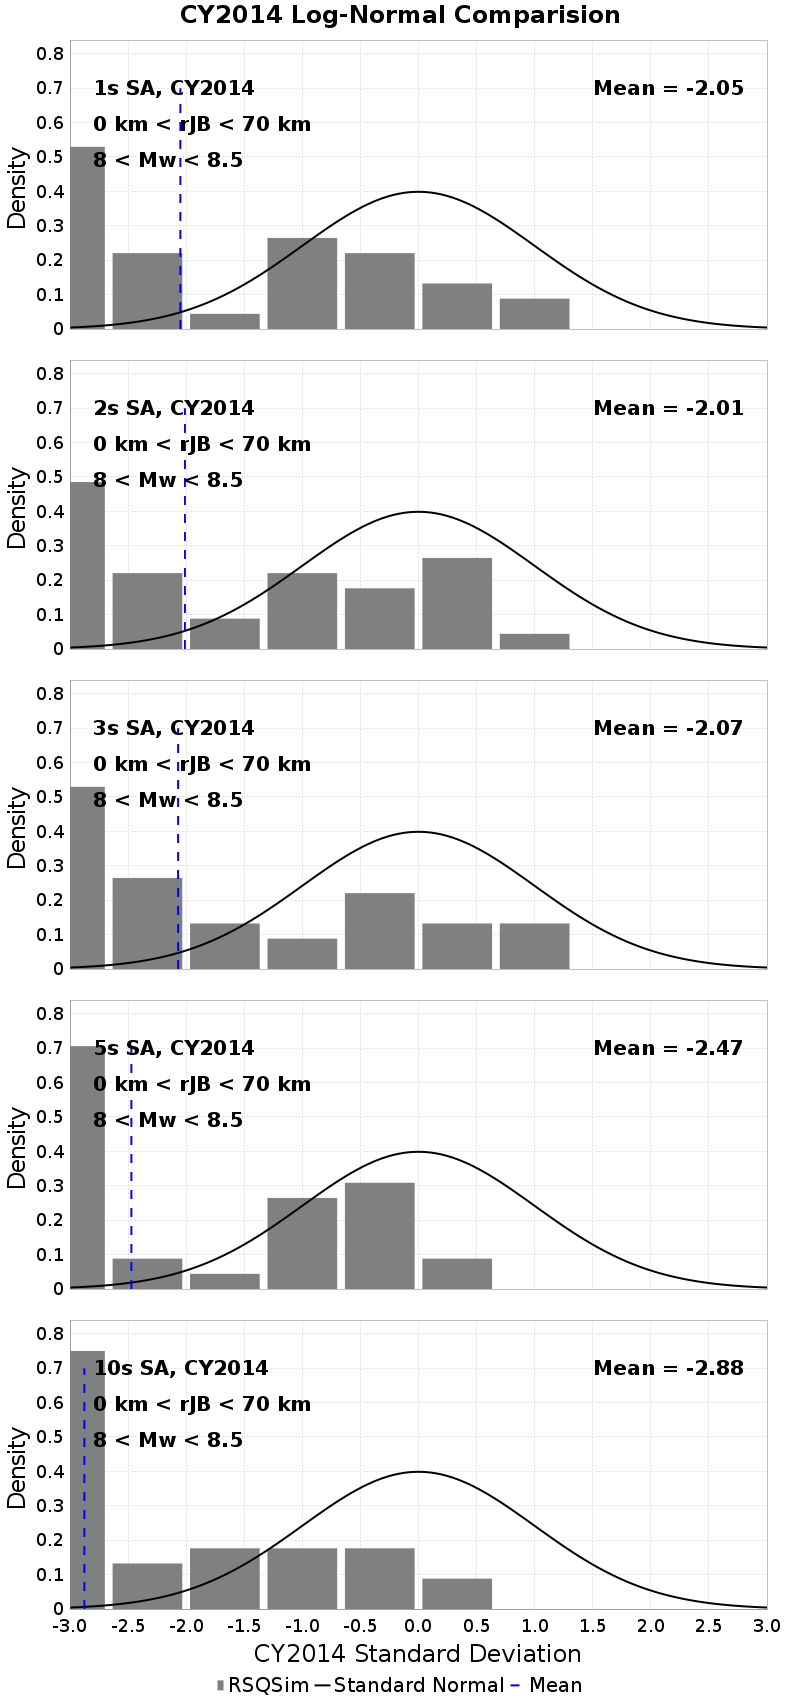 CY2014 Log-Normal Comparision
0.8
0.7
0.6
0.5
0.4
0.3
0.2
0.1
0
Density
1s SA, CY2014
Mean = -2.05
0 km < rJB < 70 km
8 < Mw < 8.5
0.8
0.7
0.6
0.5
0.4
0.3
0.2
0.1
0
Density
2s SA, CY2014
Mean = -2.01
0 km < rJB < 70 km
8 < Mw < 8.5
0.8
0.7
0.6
0.5
0.4
0.3
0.2
0.1
0
Density
3s SA, CY2014
Mean = -2.07
0 km < rJB < 70 km
8 < Mw < 8.5
0.8
0.7
0.6
0.5
0.4
0.3
0.2
0.1
0
Density
5s SA, CY2014
Mean = -2.47
0 km < rJB < 70 km
8 < Mw < 8.5
0.8
0.7
0.6
0.5
0.4
0.3
0.2
0.1
0
Density
10s SA, CY2014
Mean = -2.88
0 km < rJB < 70 km
8 < Mw < 8.5
-3.0 -2.5 -2.0 -1.5 -1.0 -0.5 0.0 0.5 1.0 1.5 2.0 2.5 3.0
CY2014 Standard Deviation
RSQSim Standard Normal Mean